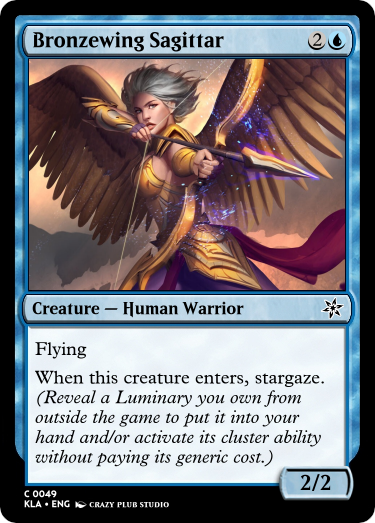 Bronzewing Sagittar 2
Creature — Human Warrior
Flying
When this creature enters, stargaze.
(Reveal a Luminary you own from
outside the game to put it into your
hand and/or activate its cluster ability
without paying its generic cost.)
2/2
C 0049
KLA • ENG CRAZY PLUB STUDIO